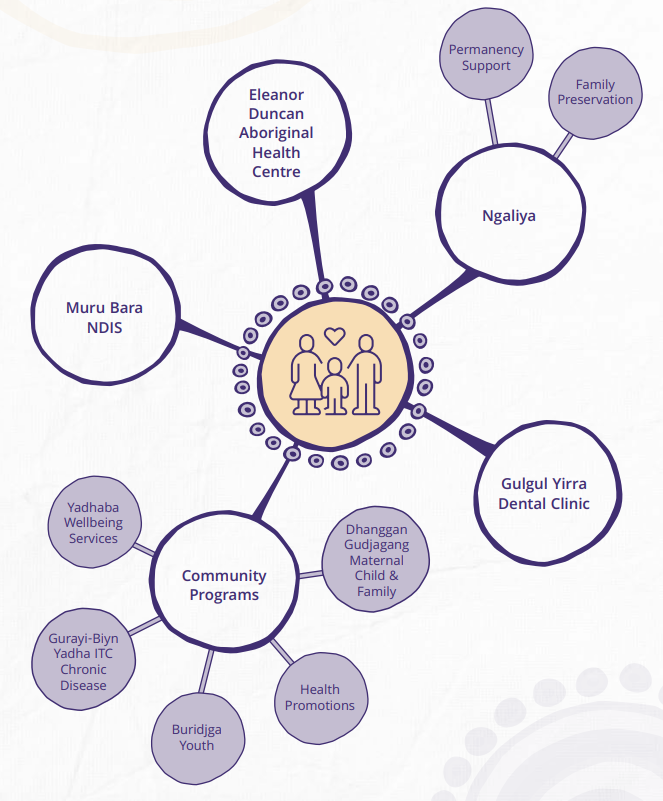 Permanency
Support
Family
Preservation
Eleanor
Duncan
Aboriginal
Health
Centre
Ngaliya
Muru Bara
NDIS
Gulgul Yirra
Dental Clinic
Community
Programs
Yadhaba
Wellbeing
Services
Dhanggan
Gudjagang
Maternal
Child &
Family
Gurayi-Biyn
Yadha ITC
Chronic
Disease
Health
Promotions
Buridjga
Youth